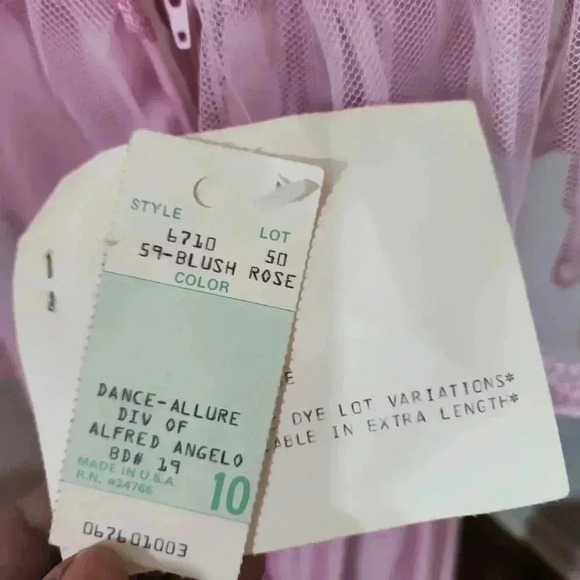 STYLE
LOT
6710
50
59-BLUSH ROSE
COLOR
DANCE-ALLURE
DIV OF
ALFRED ANGELO
BD# 19
MADE IN U.S.A.
R.N. #24766
10
067601003
DYE LOT VARIATIONS*
IN EXTRA LENGTH*